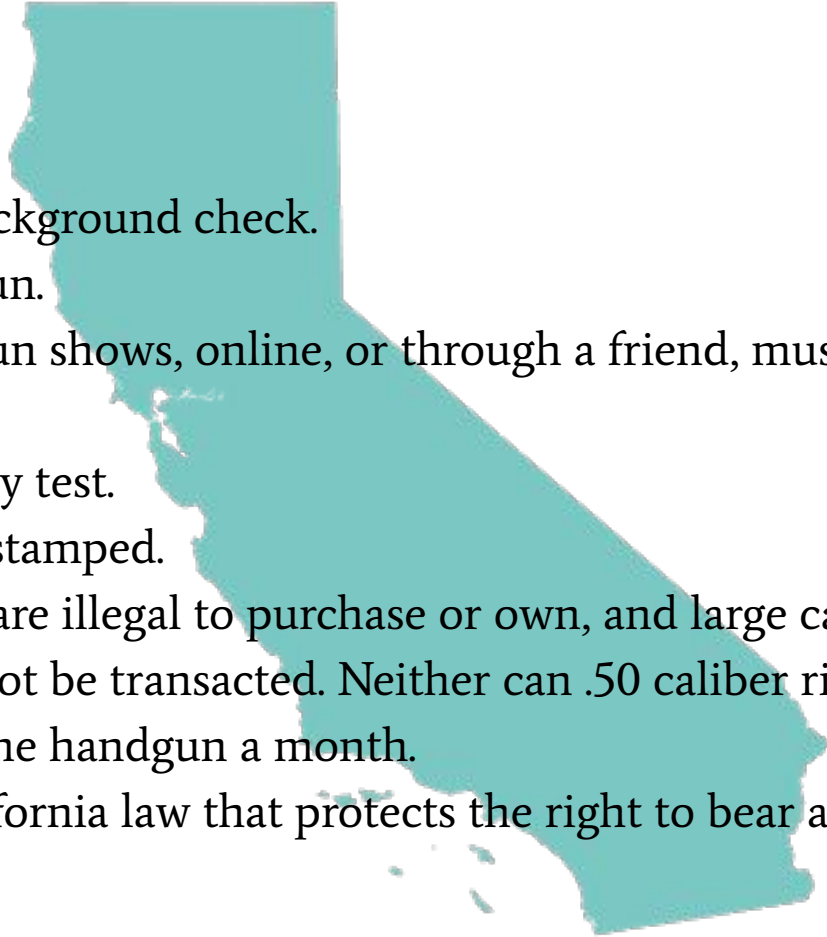 ckground check.
un.
un shows, online, or through a friend, mus
y test.
stamped.
are illegal to purchase or own, and large ca
ot be transacted. Neither can .50 caliber ri
ne handgun a month.
fornia law that protects the right to bear a